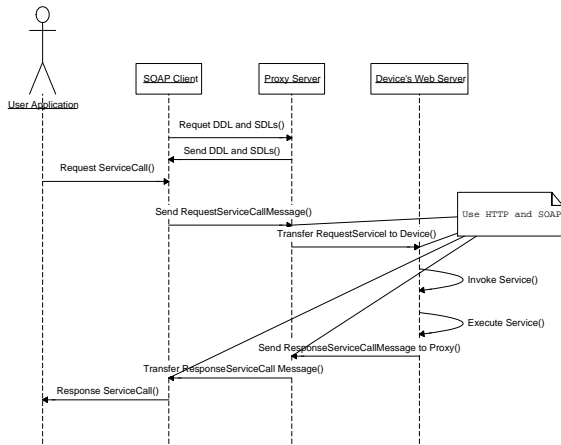 SOAP Client
Proxy Server
Device's Web Server
User Application
Requet DDL and SDLs()
Send DDL and SDLs()
Request ServiceCall()
Send RequestServiceCallMessage()
Use HTTP and SOAP
Transfer RequestServicel to Device()
Invoke Service()
Execute Service()
Send ResponseServiceCallMessage to Proxy()
Transfer ResponseServiceCall Message()
Response ServiceCall()